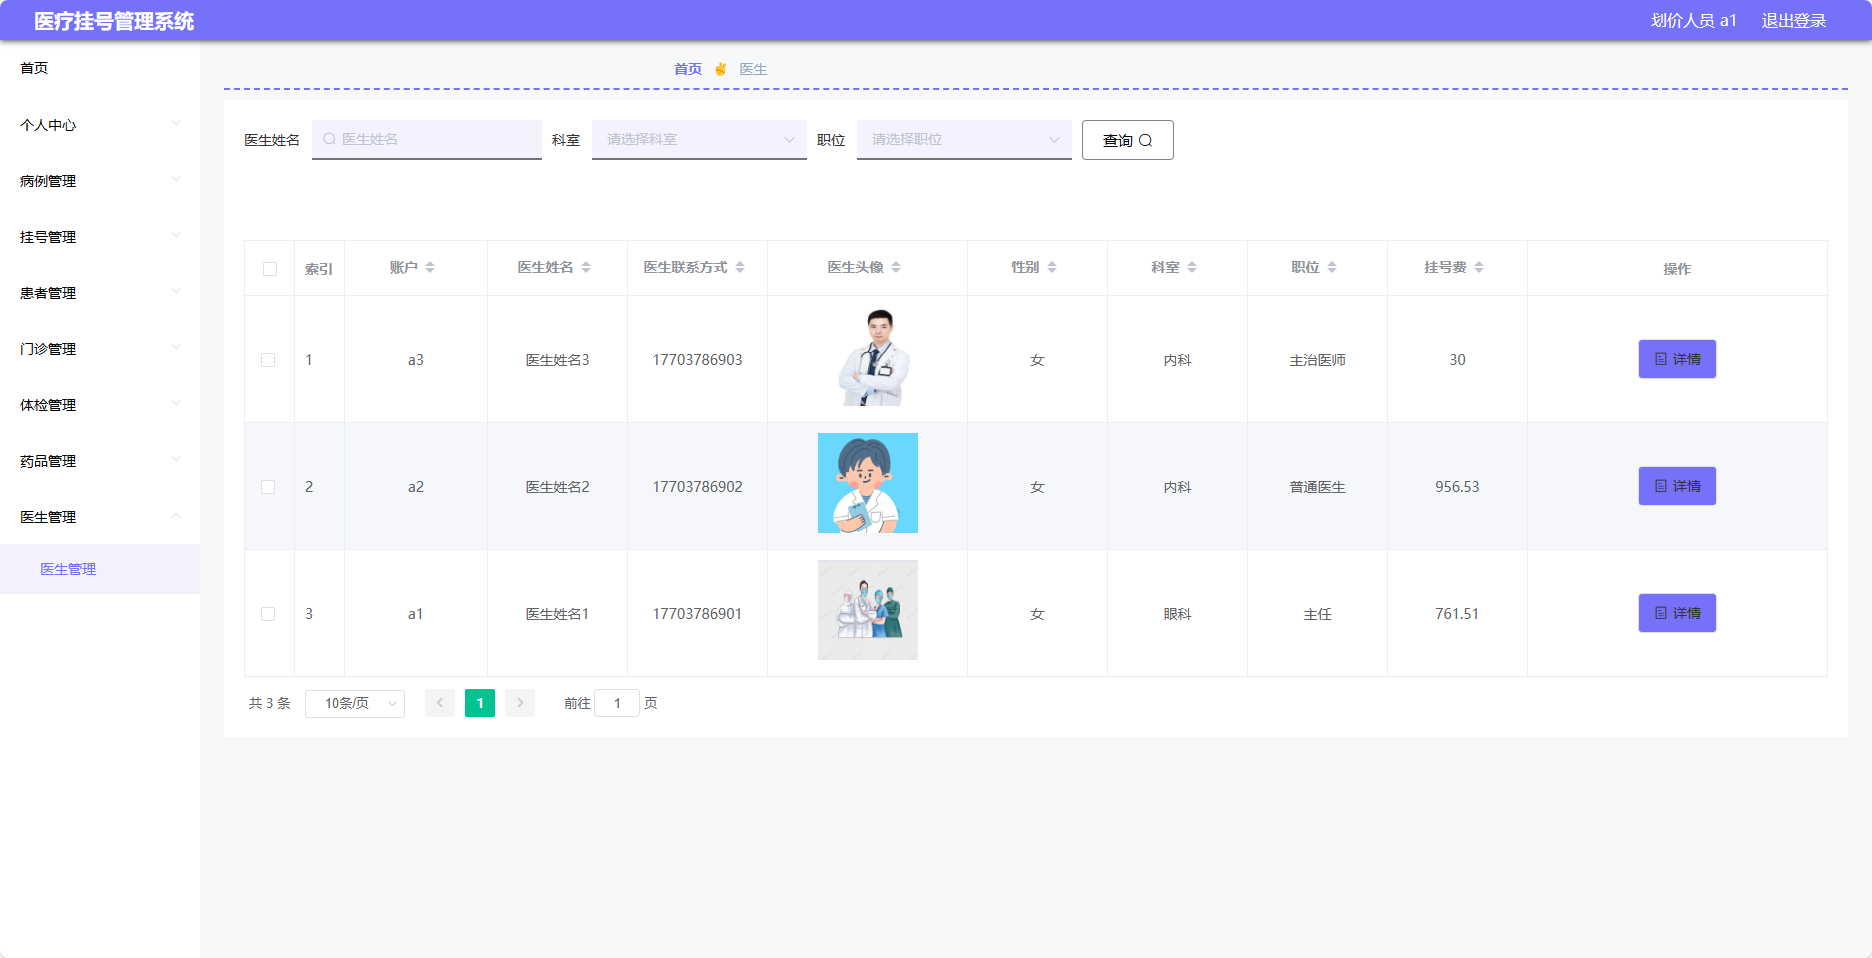 医疗挂号管理系统
划价人员 a1 退出登录
首页
个人中心
病例管理
挂号管理
患者管理
门诊管理
体检管理
药品管理
医生管理
医生管理
首页 ✌ 医生
医生姓名 医生姓名 科室 请选择科室 职位 请选择职位 查询
索引 账户 医生姓名 医生联系方式 医生头像 性别 科室 职位 挂号费 操作
1 a3 医生姓名3 17703786903 女 内科 主治医师 30 详情
2 a2 医生姓名2 17703786902 女 内科 普通医生 956.53 详情
3 a1 医生姓名1 17703786901 女 眼科 主任 761.51 详情
共 3 条 10条/页 1 前往 1 页